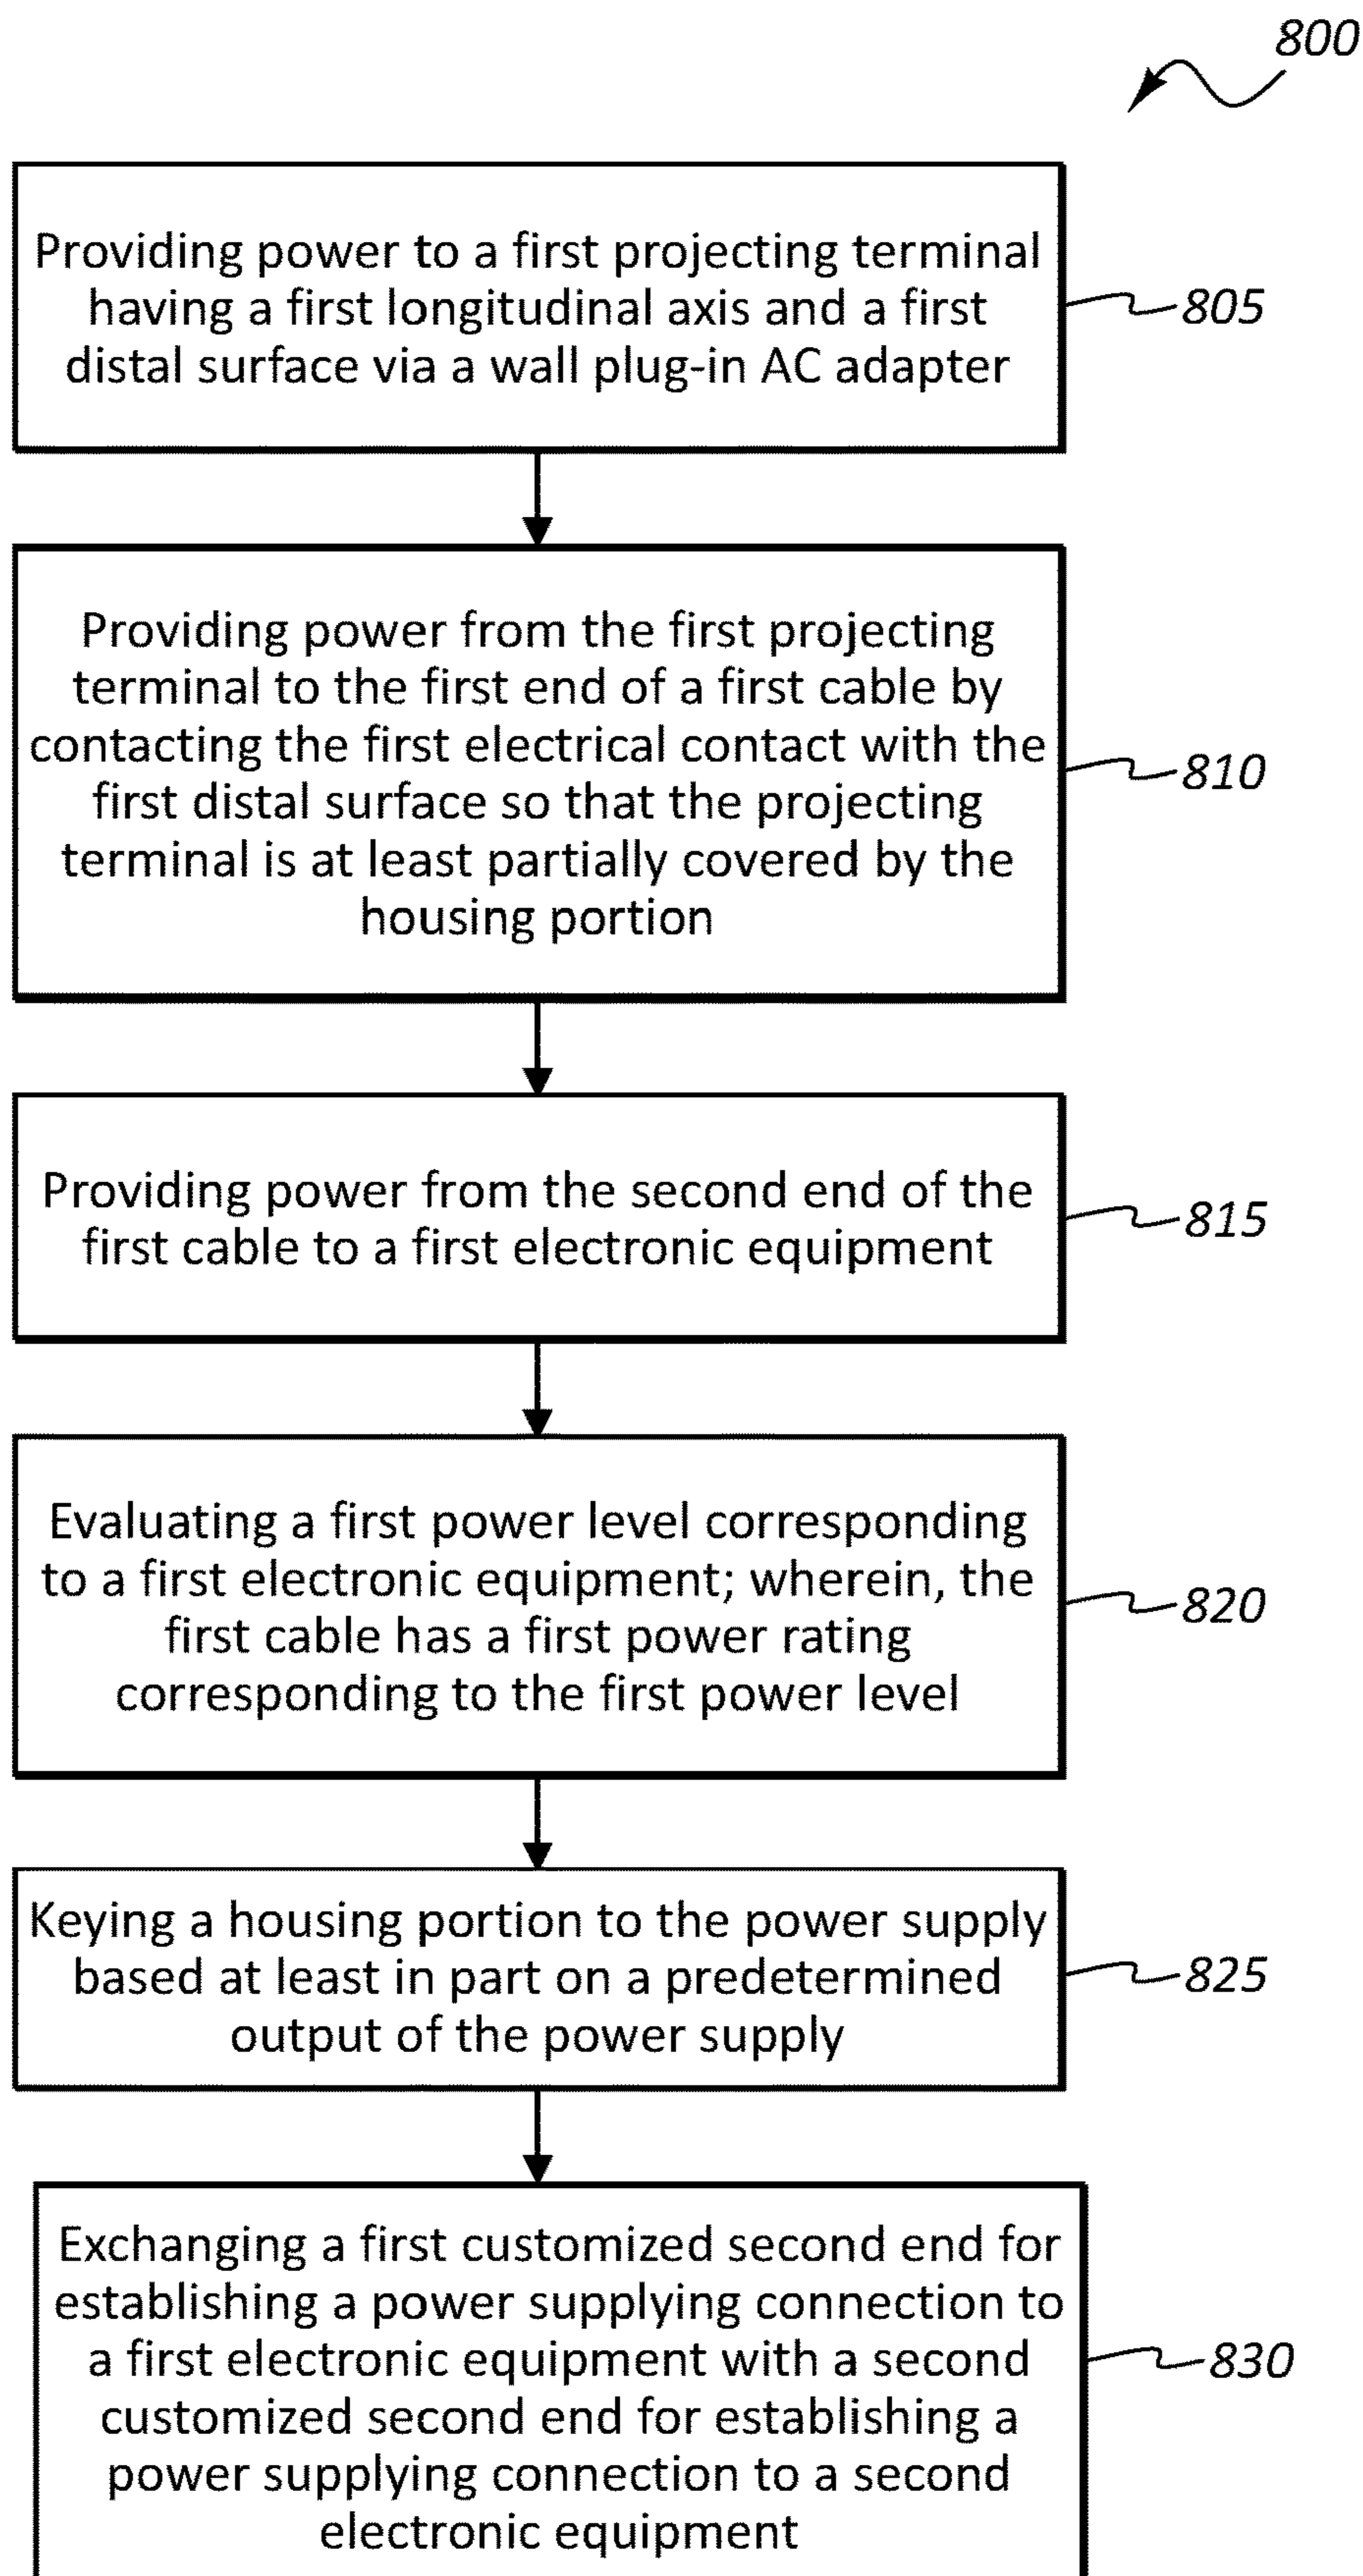 800
Providing power to a first projecting terminal
having a first longitudinal axis and a first
distal surface via a wall plug-in AC adapter
805
Providing power from the first projecting
terminal to the first end of a first cable by
contacting the first electrical contact with the
first distal surface so that the projecting
terminal is at least partially covered by the
housing portion
810
Providing power from the second end of the
first cable to a first electronic equipment
815
Evaluating a first power level corresponding
to a first electronic equipment; wherein, the
first cable has a first power rating
corresponding to the first power level
820
Keying a housing portion to the power supply
based at least in part on a predetermined
output of the power supply
825
Exchanging a first customized second end for
establishing a power supplying connection to
a first electronic equipment with a second
customized second end for establishing a
power supplying connection to a second
electronic equipment
830